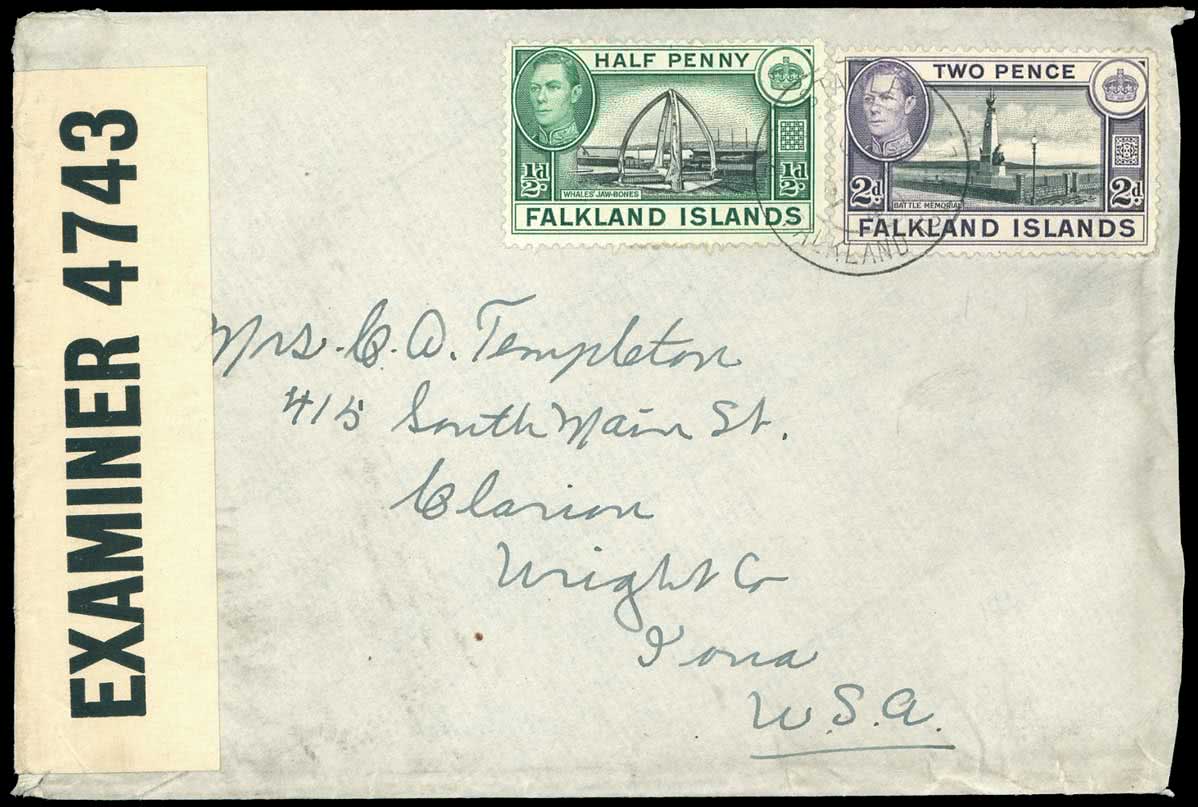 EXAMINER 4743
HALF PENNY
½d
½d
WHALES' JAW-BONES
FALKLAND ISLANDS
TWO PENCE
2d
2d
BATTLE MEMORIAL
FALKLAND ISLANDS
FALKLAND
Mrs. C. D. Templeton
415 South Main St.
Clarion
Wright Co
Iowa
U.S.A.